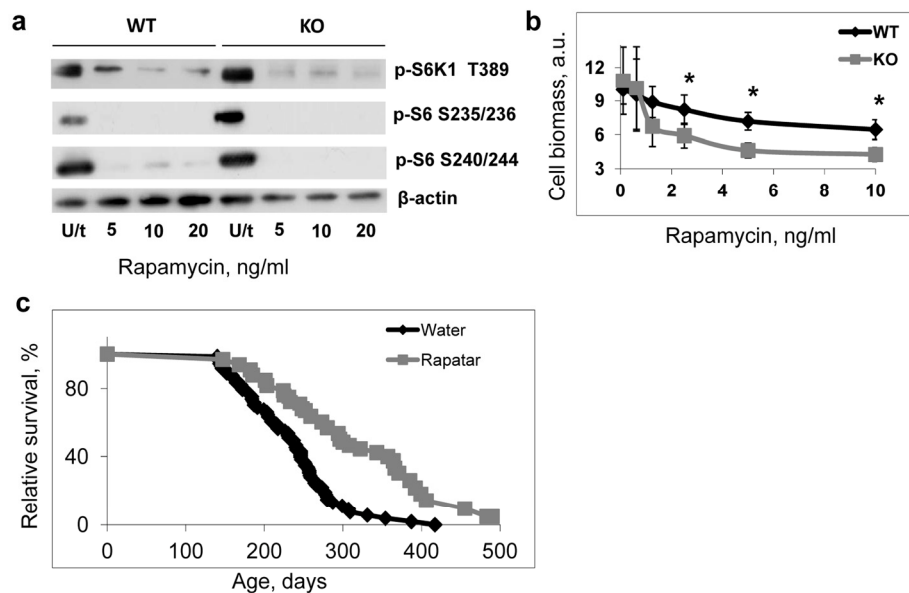 a
WT KO
p-S6K1 T389
p-S6 S235/236
p-S6 S240/244
β-actin
U/t 5 10 20 U/t 5 10 20
Rapamycin, ng/ml
b
WT
KO
Cell biomass, a.u.
12
9
6
3
* * *
0 2 4 6 8 10
Rapamycin, ng/ml
c
Water
Rapatar
Relative survival, %
80
40
0
0 100 200 300 400 500
Age, days